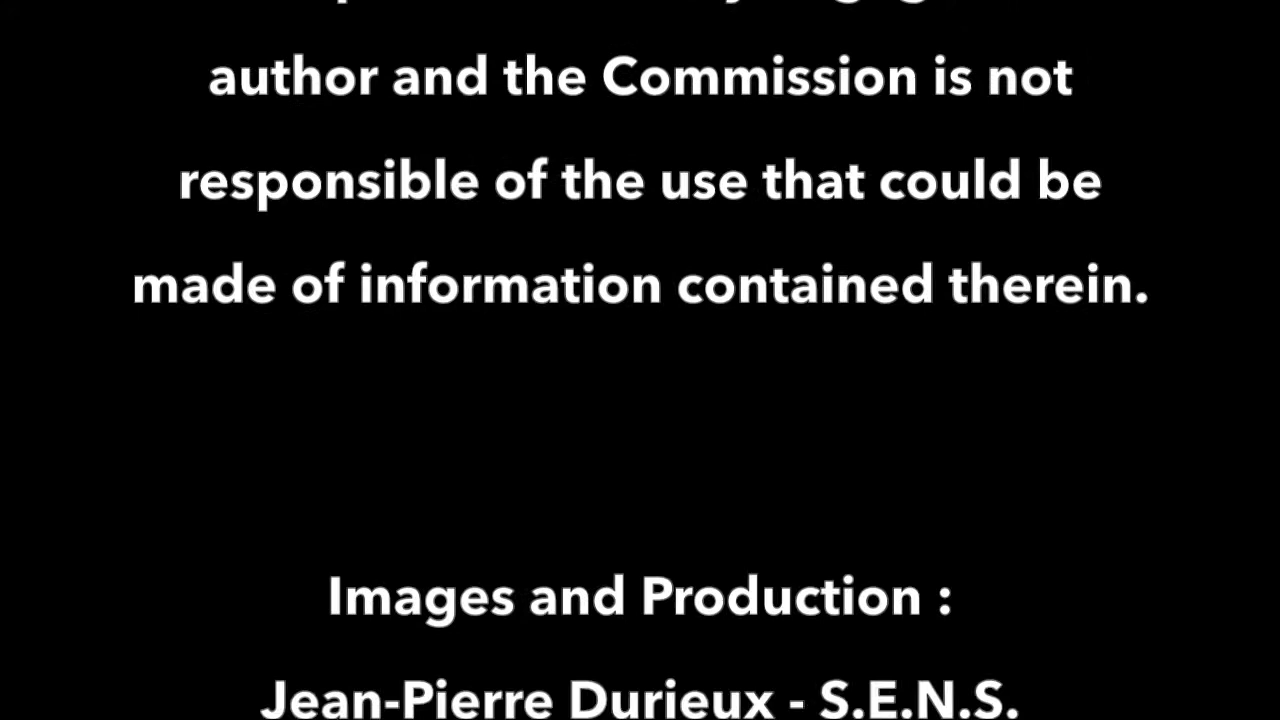 author and the Commission is not
responsible of the use that could be
made of information contained therein.
Images and Production :
Jean-Pierre Durieux - S.E.N.S.